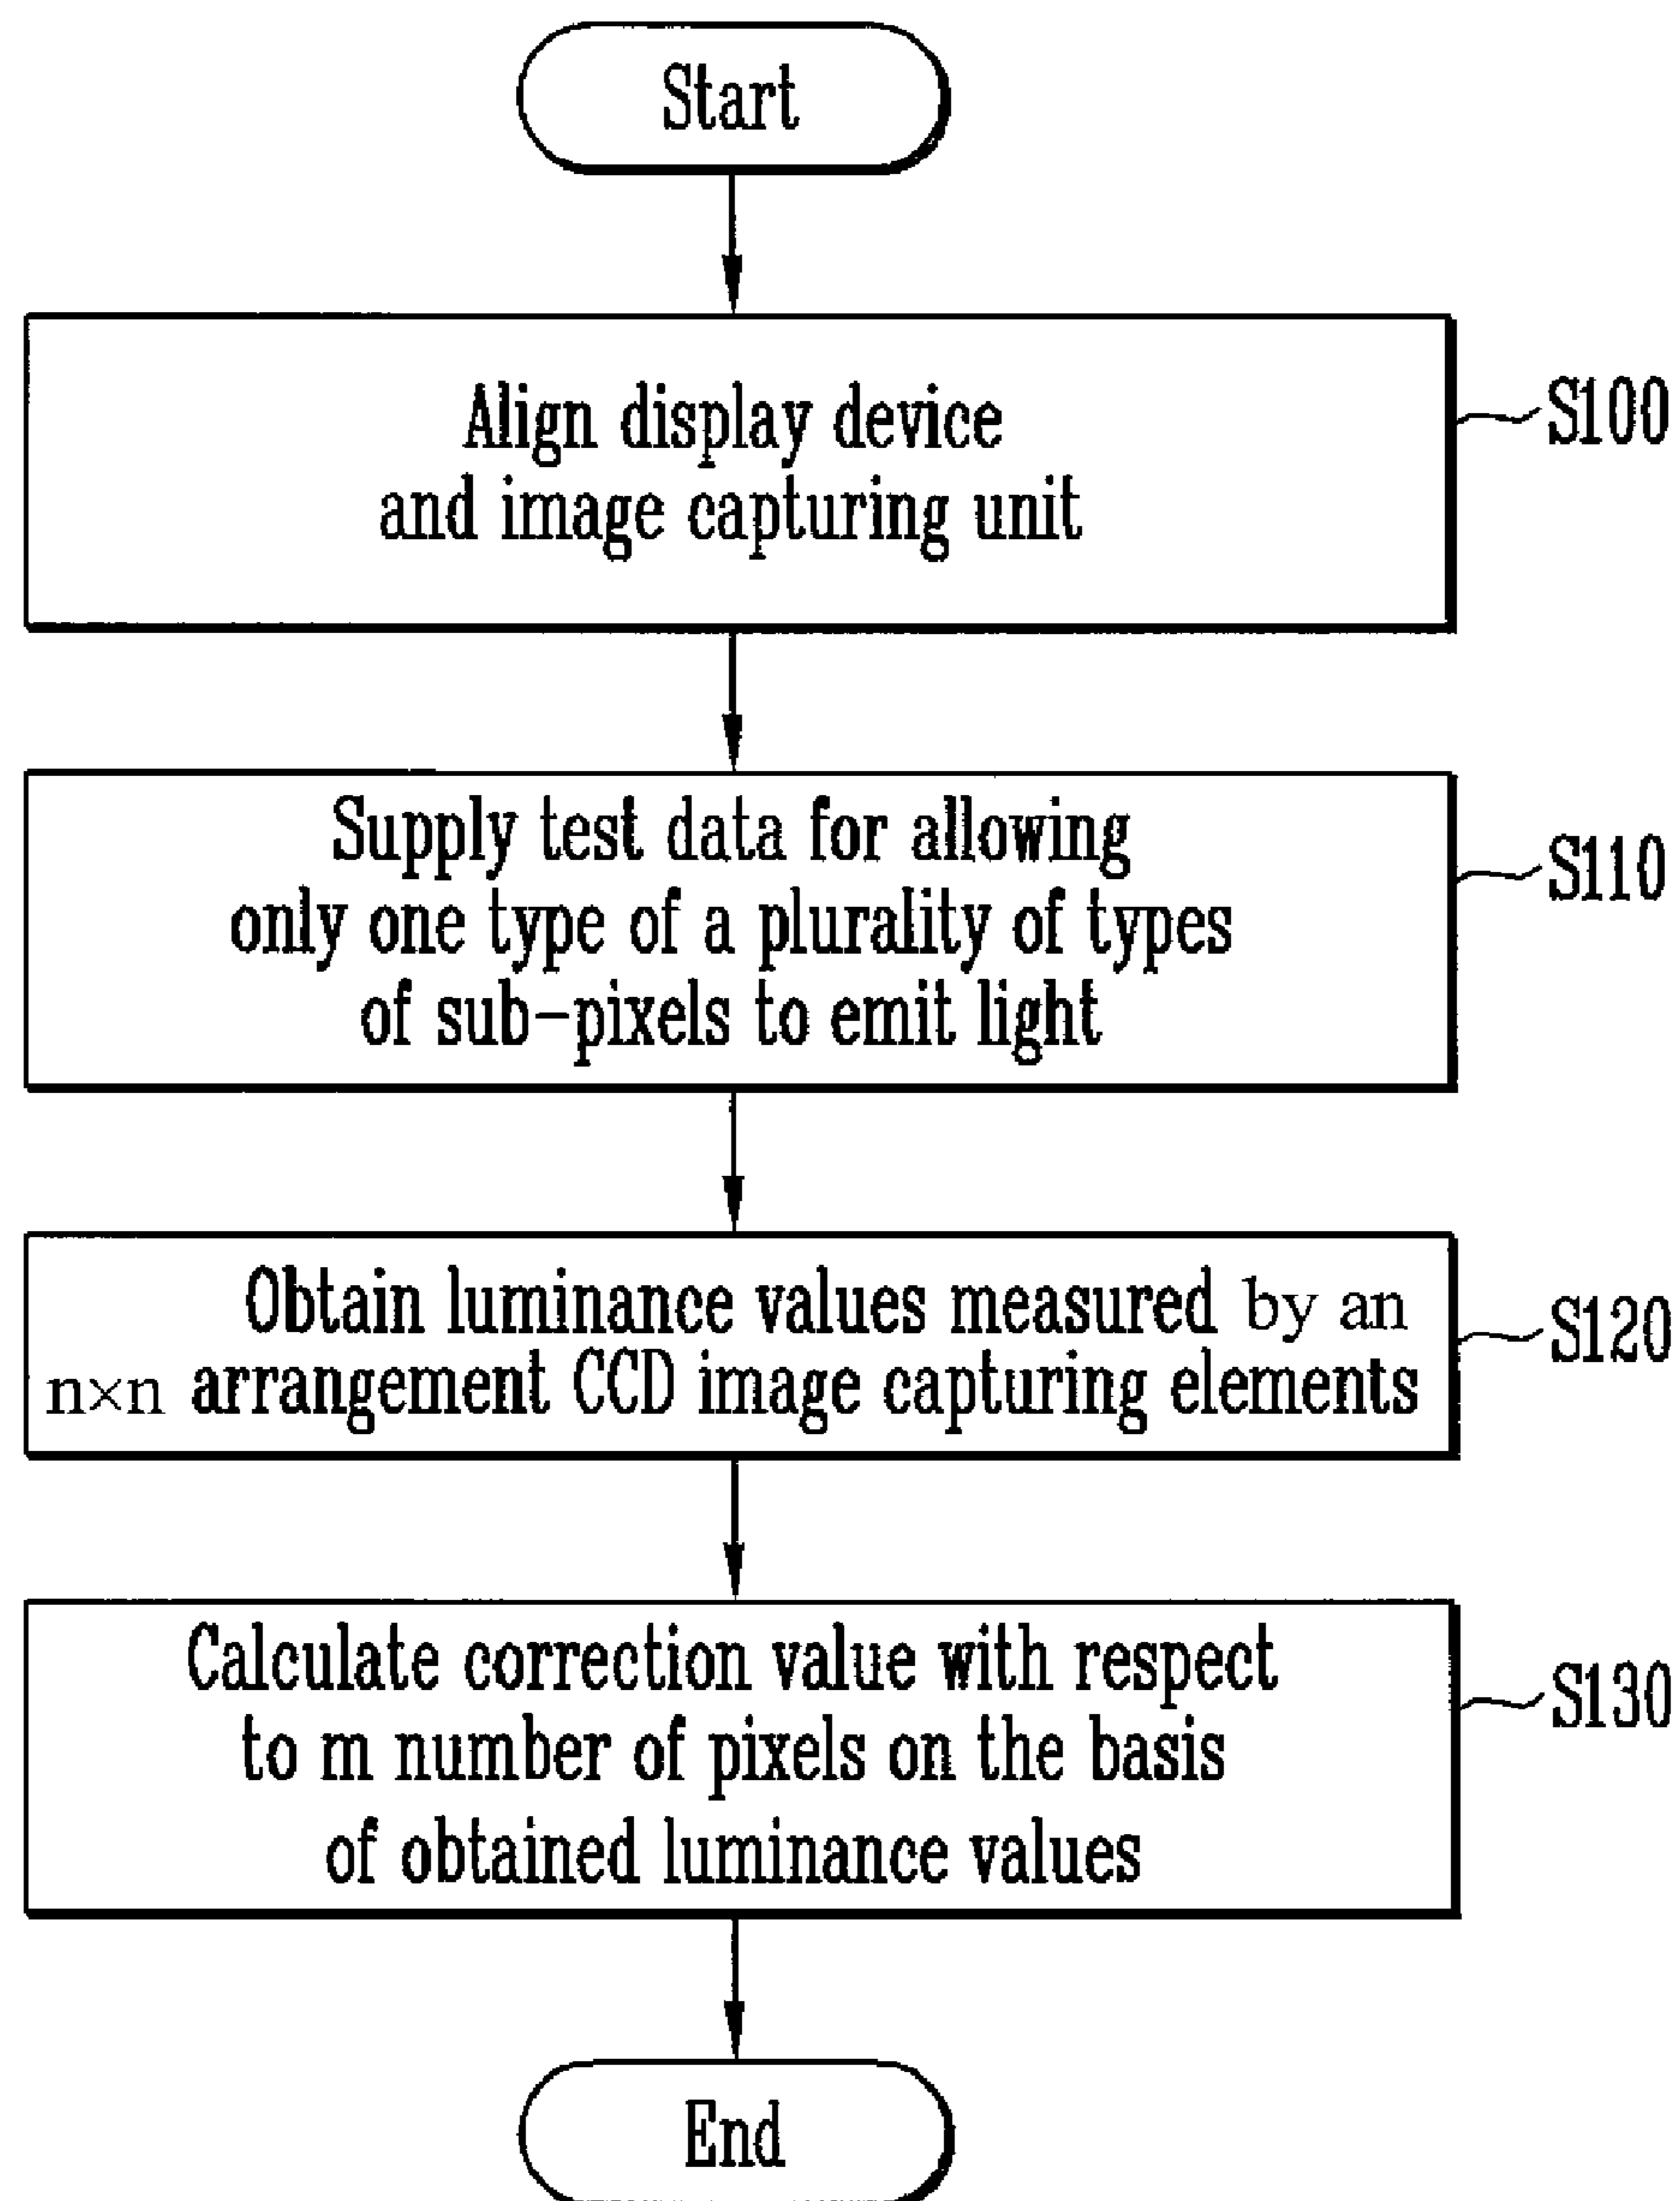 Start
Align display device
and image capturing unit
S100
Supply test data for allowing
only one type of a plurality of types
of sub-pixels to emit light
S110
Obtain luminance values measured by an
n×n arrangement CCD image capturing elements
S120
Calculate correction value with respect
to m number of pixels on the basis
of obtained luminance values
S130
End